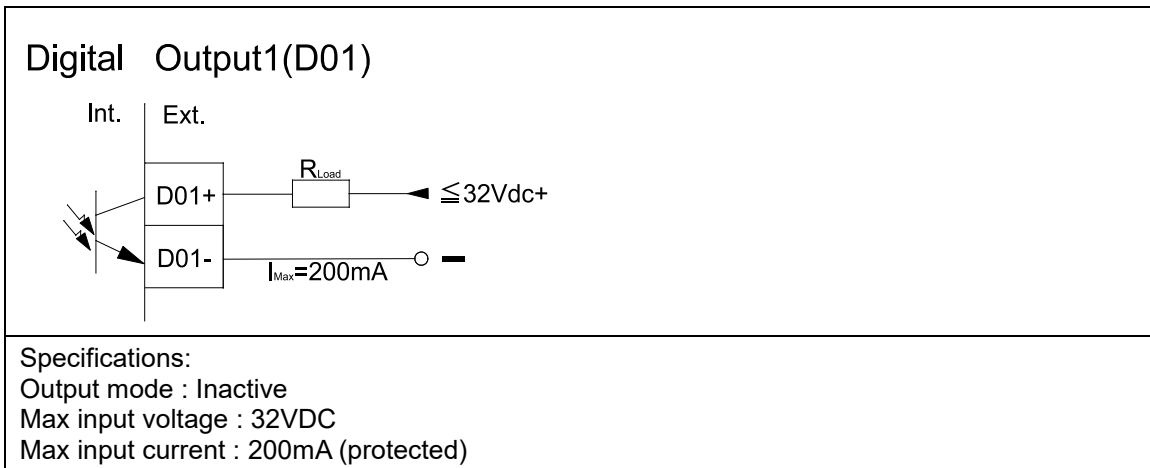 Digital Output1(D01)
Int. Ext.
RLoad
D01+ ≦32Vdc+
D01-
IMax=200mA
Specifications:
Output mode : Inactive
Max input voltage : 32VDC
Max input current : 200mA (protected)